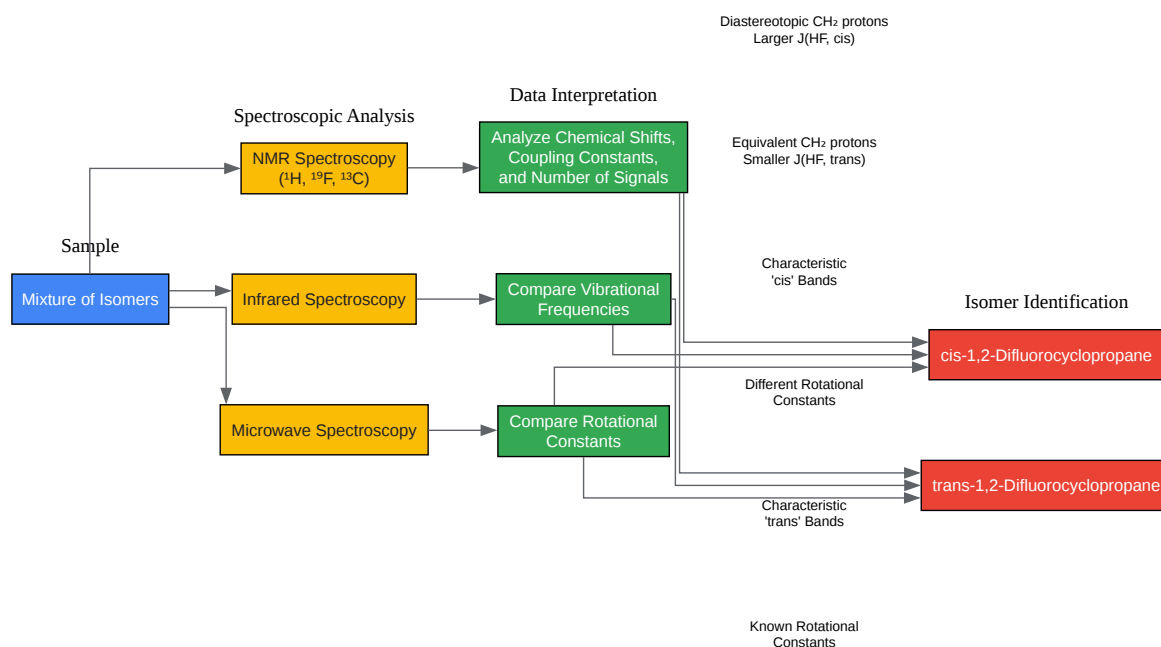 Diastereotopic CH₂ protons
Larger J(HF, cis)
Data Interpretation
Spectroscopic Analysis
Analyze Chemical Shifts,
Coupling Constants,
and Number of Signals
Equivalent CH₂ protons
Smaller J(HF, trans)
NMR Spectroscopy
(¹H, ¹⁹F, ¹³C)
Sample
Mixture of Isomers
Infrared Spectroscopy
Compare Vibrational
Frequencies
Characteristic
'cis' Bands
Isomer Identification
cis-1,2-Difluorocyclopropane
Different Rotational
Constants
Microwave Spectroscopy
Compare Rotational
Constants
trans-1,2-Difluorocyclopropane
Characteristic
'trans' Bands
Known Rotational
Constants